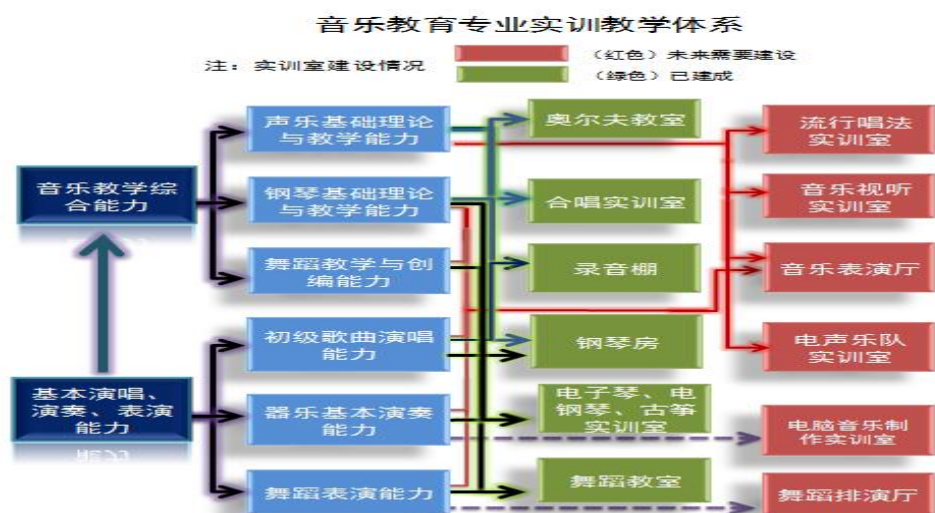 音乐教育专业实训教学体系
注：实训室建设情况
（红色）未来需要建设
（绿色）已建成
声乐基础理论
与教学能力
奥尔夫教室
流行唱法
实训室
音乐教学综
合能力
钢琴基础理论
与教学能力
合唱实训室
音乐视听
实训室
舞蹈教学与创
编能力
录音棚
音乐表演厅
初级歌曲演唱
能力
钢琴房
电声乐队
实训室
基本演唱、
演奏、表演
能力
器乐基本演奏
能力
电子琴、电
钢琴、古筝
实训室
电脑音乐制
作实训室
舞蹈表演能力
舞蹈教室
舞蹈排演厅